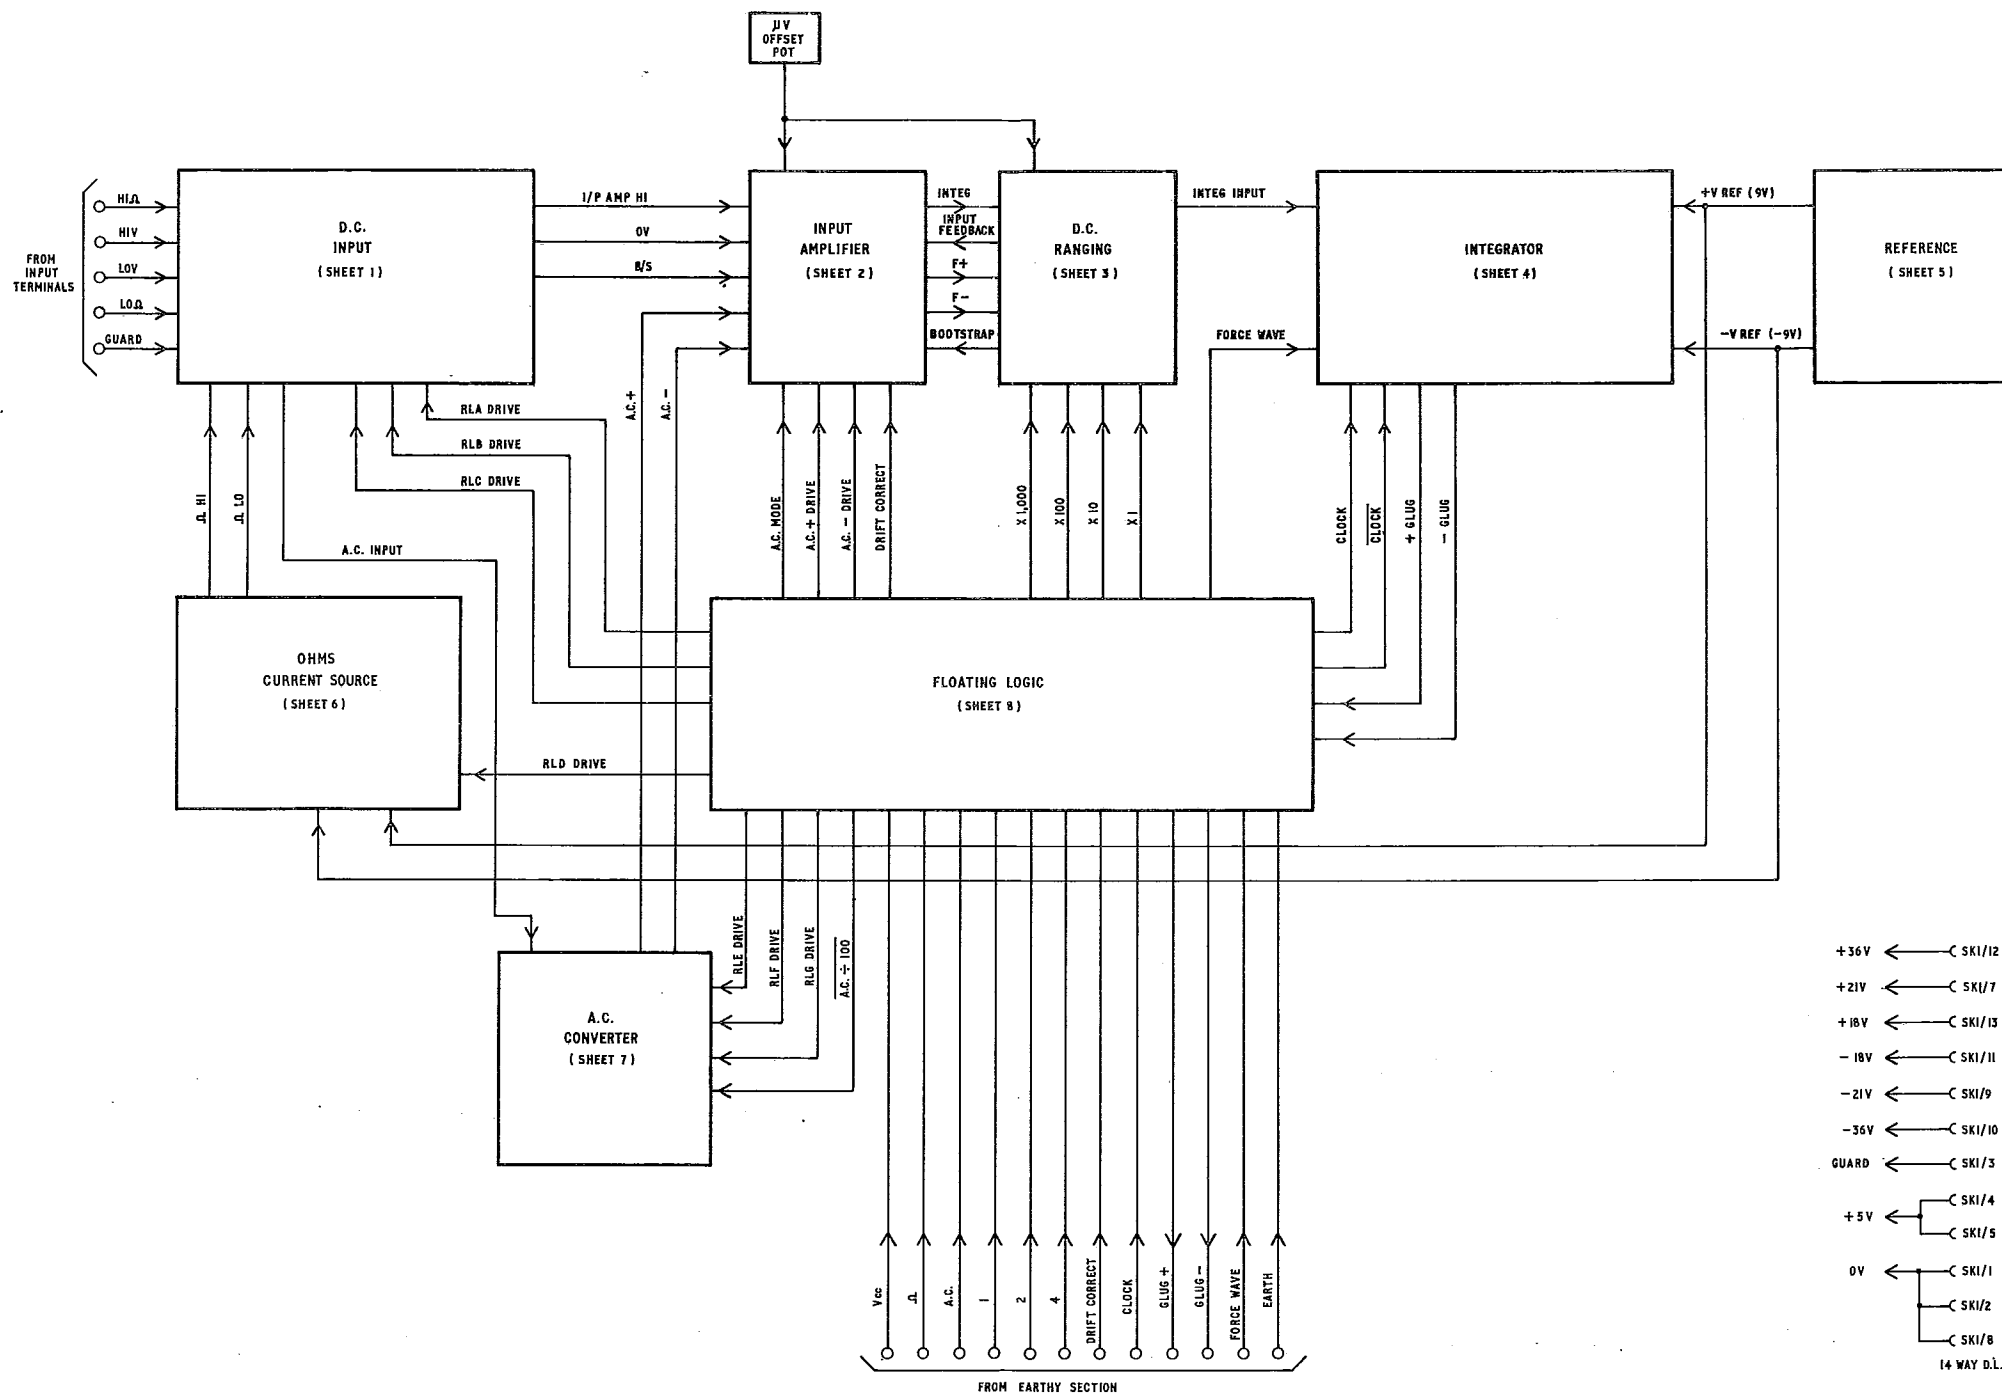 µV
OFFSET
POT
FROM
INPUT
TERMINALS
HI Ω
HI V
LO V
LO Ω
GUARD
D.C.
INPUT
(SHEET 1)
I/P AMP HI
0V
B/S
INPUT
AMPLIFIER
(SHEET 2)
INTEG
INPUT
FEEDBACK
F+
F−
BOOTSTRAP
D.C.
RANGING
(SHEET 3)
INTEG INPUT
FORCE WAVE
INTEGRATOR
(SHEET 4)
+V REF (9V)
−V REF (−9V)
REFERENCE
(SHEET 5)
RLA DRIVE
RLB DRIVE
RLC DRIVE
Ω HI
Ω LO
A.C. INPUT
A.C. +
A.C. −
A.C. MODE
A.C. + DRIVE
A.C. − DRIVE
DRIFT CORRECT
X 1,000
X 100
X 10
X 1
CLOCK
CLOCK
+ GLUG
− GLUG
OHMS
CURRENT SOURCE
(SHEET 6)
FLOATING LOGIC
(SHEET 8)
RLD DRIVE
RLE DRIVE
RLF DRIVE
RLG DRIVE
A.C. ÷ 100
A.C.
CONVERTER
(SHEET 7)
Vcc
Ω
A.C.
1
2
4
DRIFT CORRECT
CLOCK
GLUG +
GLUG −
FORCE WAVE
EARTH
FROM EARTHY SECTION
+36V SK1/12
+21V SK1/7
+18V SK1/13
−18V SK1/11
−21V SK1/9
−36V SK1/10
GUARD SK1/3
+5V SK1/4
SK1/5
0V SK1/1
SK1/2
SK1/8
14 WAY D.I.